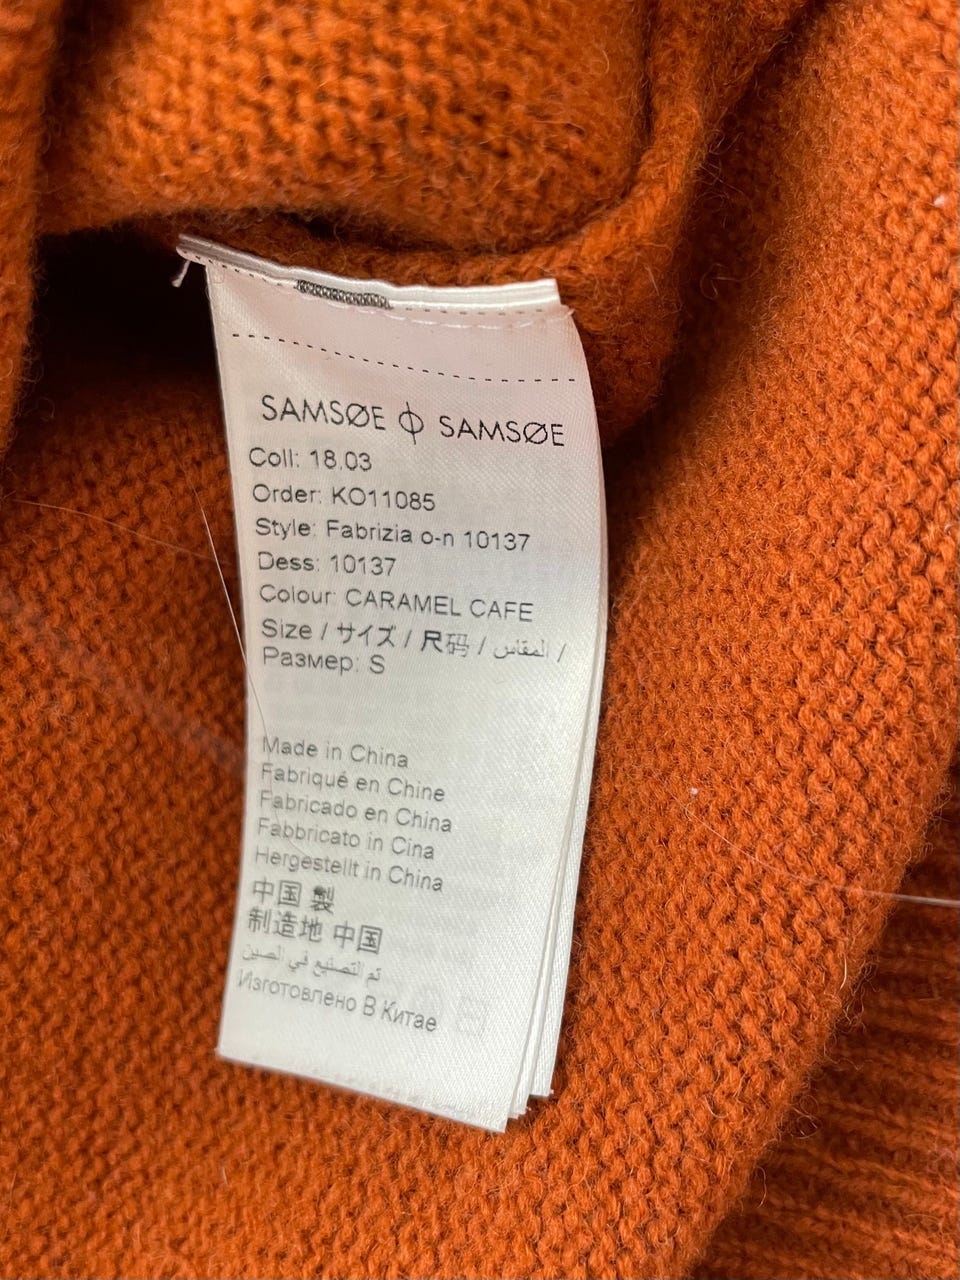 SAMSØE SAMSØE
Coll: 18.03
Order: KO11085
Style: Fabrizia o-n 10137
Dess: 10137
Colour: CARAMEL CAFE
Size / サイズ / 尺码 / المقاس /
Размер: S
Made in China
Fabriqué en Chine
Fabricado en China
Fabbricato in Cina
Hergestellt in China
中国 製
制造地 中国
تم التصنيع في الصين
Изготовлено В Китае